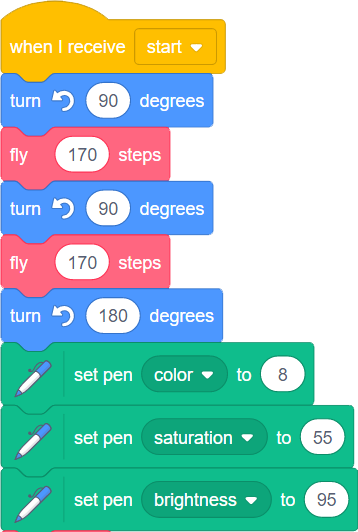 when I receive start
turn 90 degrees
fly 170 steps
turn 90 degrees
fly 170 steps
turn 180 degrees
set pen color to 8
set pen saturation to 55
set pen brightness to 95